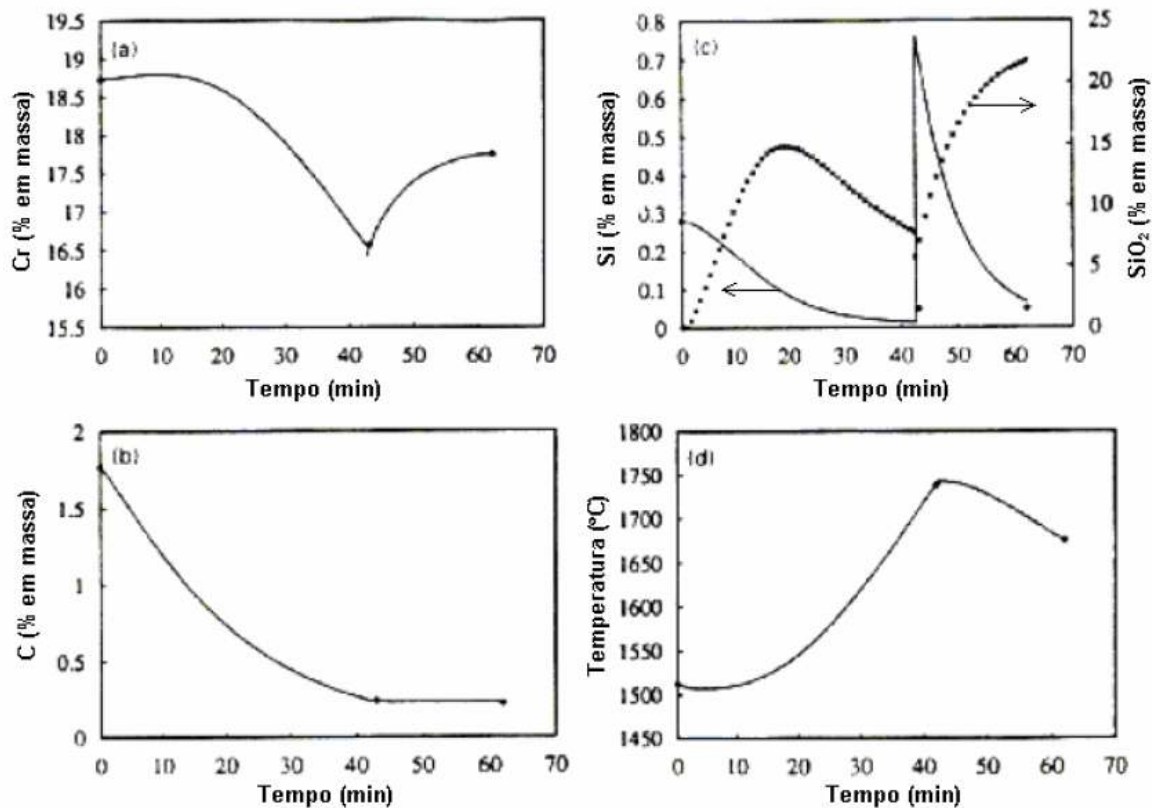 (a)
Cr (% em massa)
19.5
19
18.5
18
17.5
17
16.5
16
15.5
0 10 20 30 40 50 60 70
Tempo (min)
(c)
Si (% em massa)
0.8
0.7
0.6
0.5
0.4
0.3
0.2
0.1
0
SiO₂ (% em massa)
25
20
15
10
5
0
0 10 20 30 40 50 60 70
Tempo (min)
(b)
C (% em massa)
2
1.5
1
0.5
0
0 10 20 30 40 50 60 70
Tempo (min)
(d)
Temperatura (ºC)
1800
1750
1700
1650
1600
1550
1500
1450
0 10 20 30 40 50 60 70
Tempo (min)